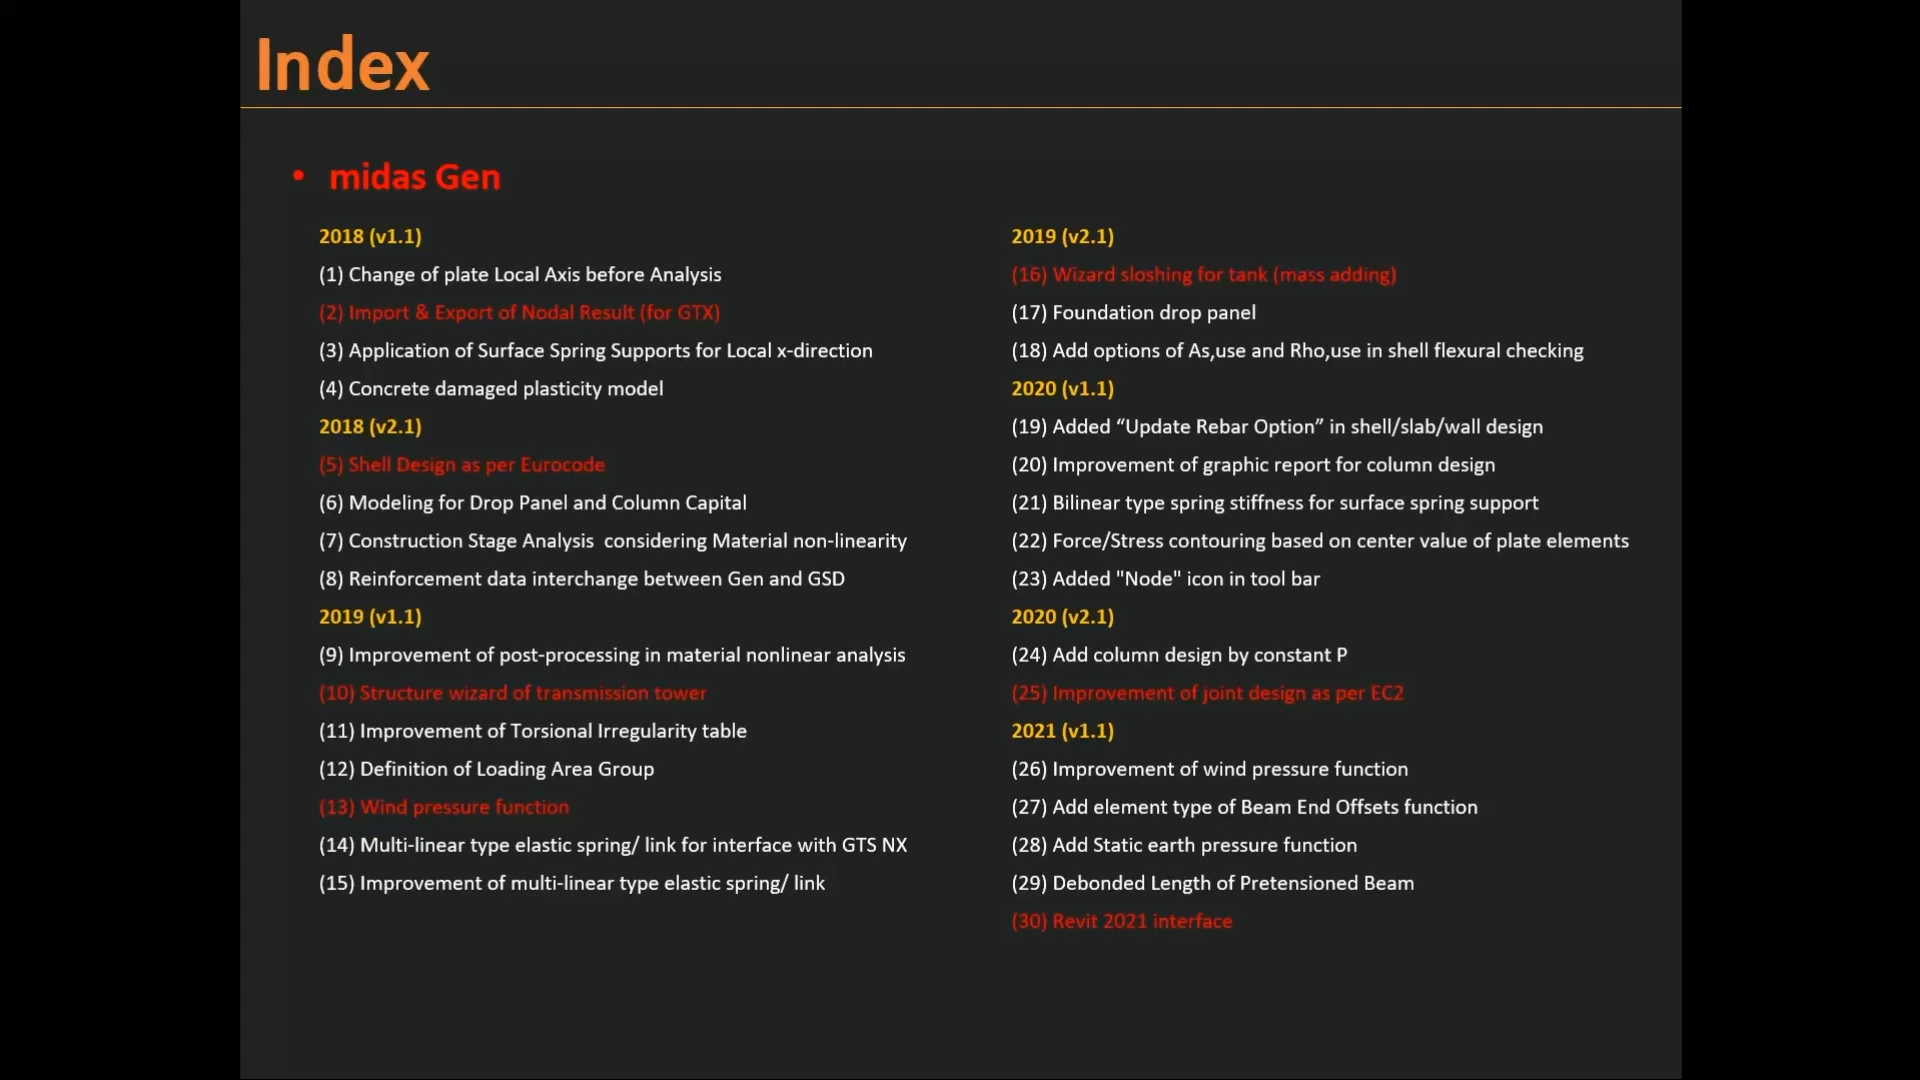 Index
• midas Gen
2018 (v1.1)
(1) Change of plate Local Axis before Analysis
(2) Import & Export of Nodal Result (for GTX)
(3) Application of Surface Spring Supports for Local x-direction
(4) Concrete damaged plasticity model
2018 (v2.1)
(5) Shell Design as per Eurocode
(6) Modeling for Drop Panel and Column Capital
(7) Construction Stage Analysis  considering Material non-linearity
(8) Reinforcement data interchange between Gen and GSD
2019 (v1.1)
(9) Improvement of post-processing in material nonlinear analysis
(10) Structure wizard of transmission tower
(11) Improvement of Torsional Irregularity table
(12) Definition of Loading Area Group
(13) Wind pressure function
(14) Multi-linear type elastic spring/ link for interface with GTS NX
(15) Improvement of multi-linear type elastic spring/ link
2019 (v2.1)
(16) Wizard sloshing for tank (mass adding)
(17) Foundation drop panel
(18) Add options of As,use and Rho,use in shell flexural checking
2020 (v1.1)
(19) Added “Update Rebar Option” in shell/slab/wall design
(20) Improvement of graphic report for column design
(21) Bilinear type spring stiffness for surface spring support
(22) Force/Stress contouring based on center value of plate elements
(23) Added "Node" icon in tool bar
2020 (v2.1)
(24) Add column design by constant P
(25) Improvement of joint design as per EC2
2021 (v1.1)
(26) Improvement of wind pressure function
(27) Add element type of Beam End Offsets function
(28) Add Static earth pressure function
(29) Debonded Length of Pretensioned Beam
(30) Revit 2021 interface